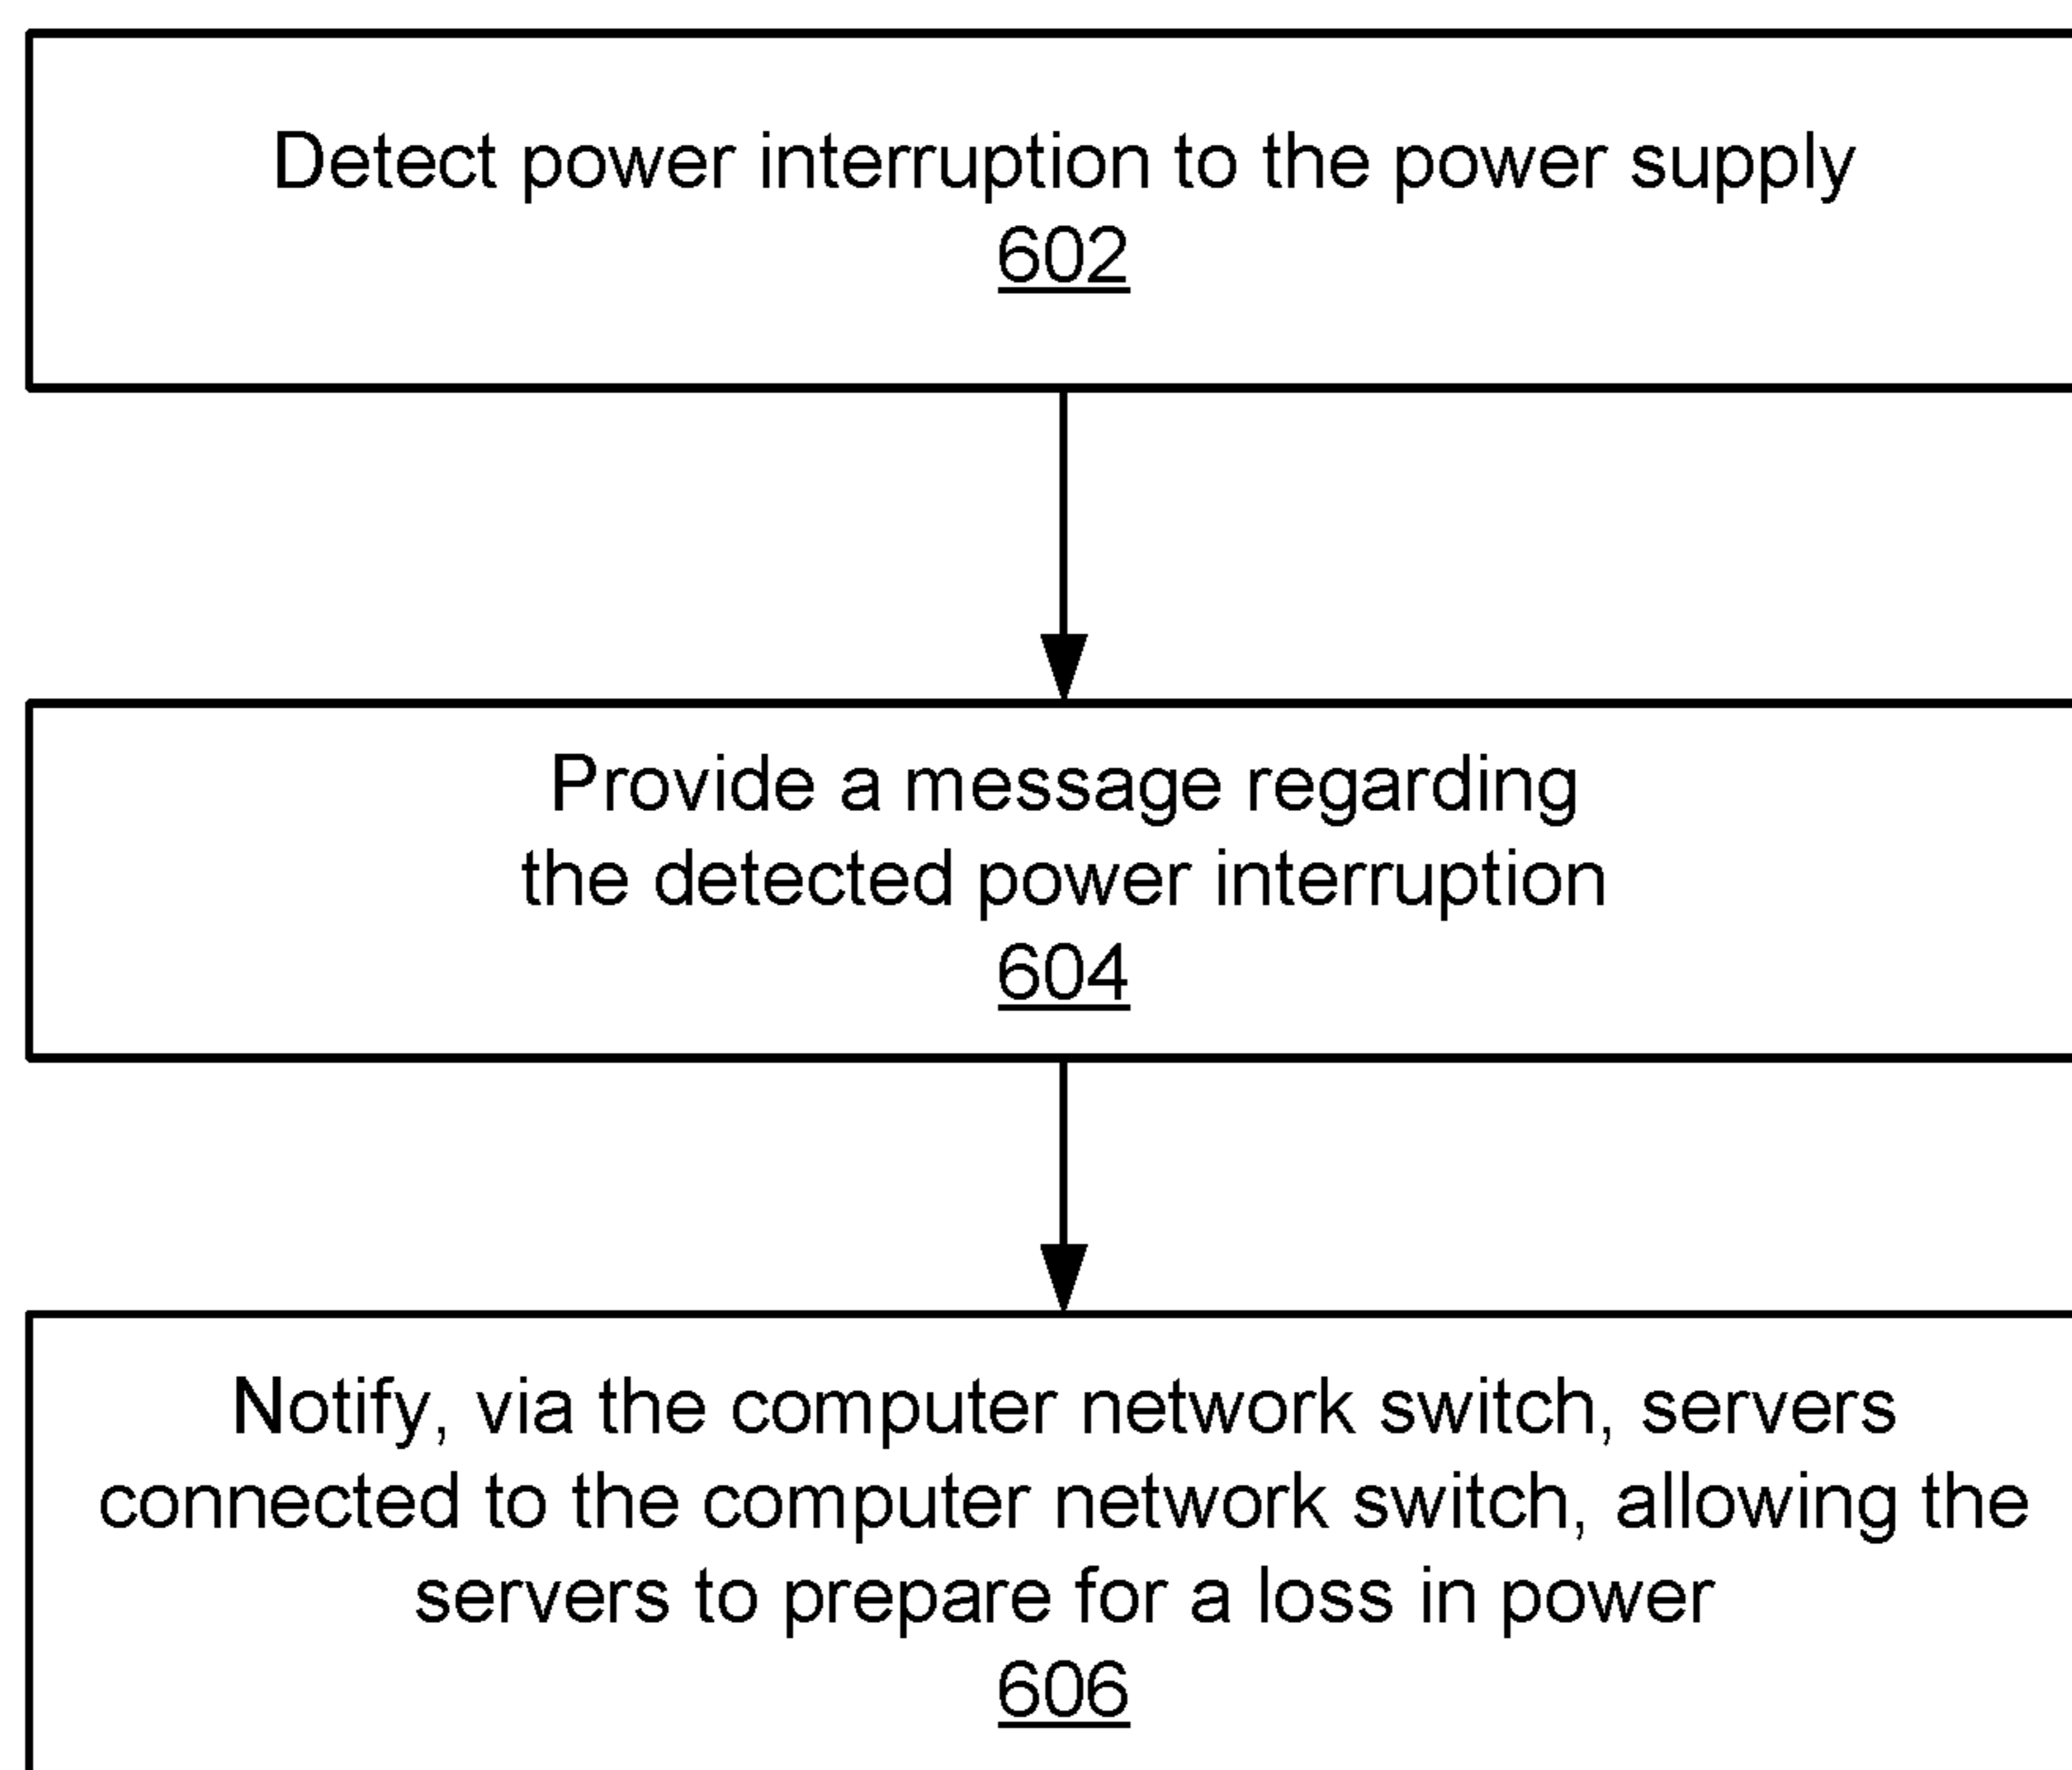 Detect power interruption to the power supply
602
Provide a message regarding
the detected power interruption
604
Notify, via the computer network switch, servers
connected to the computer network switch, allowing the
servers to prepare for a loss in power
606